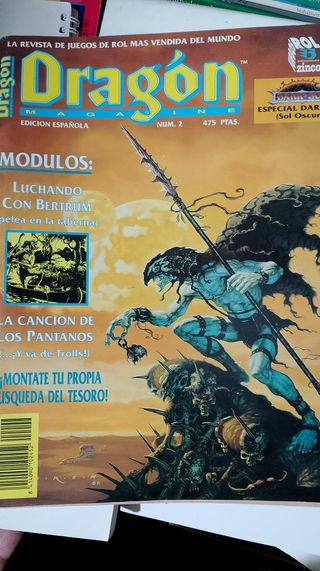 LA REVISTA DE JUEGOS DE ROL MAS VENDIDA DEL MUNDO
Dragón
Dragón™
MAGAZINE
ROL
zinco
EDICION ESPAÑOLA
NUM. 2
475 PTAS.
ESPECIAL DAR
(Sol Oscur
MODULOS:
LUCHANDO
CON BERTRUM
pelea en la taberna!
LA CANCION DE
LOS PANTANOS
(...¡Y va de Trolls!)
¡MONTATE TU PROPIA
BUSQUEDA DEL TESORO!